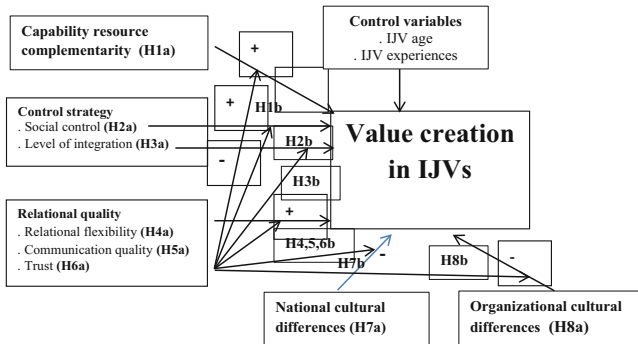 Capability resource
complementarity (H1a)
Control variables
. IJV age
. IJV experiences
+
+
H1b
Control strategy
. Social control (H2a)
. Level of integration (H3a)
-
H2b
H3b
Value creation
in IJVs
Relational quality
. Relational flexibility (H4a)
. Communication quality (H5a)
. Trust (H6a)
+
H4,5,6b
H7b
-
H8b
-
National cultural
differences (H7a)
Organizational cultural
differences (H8a)